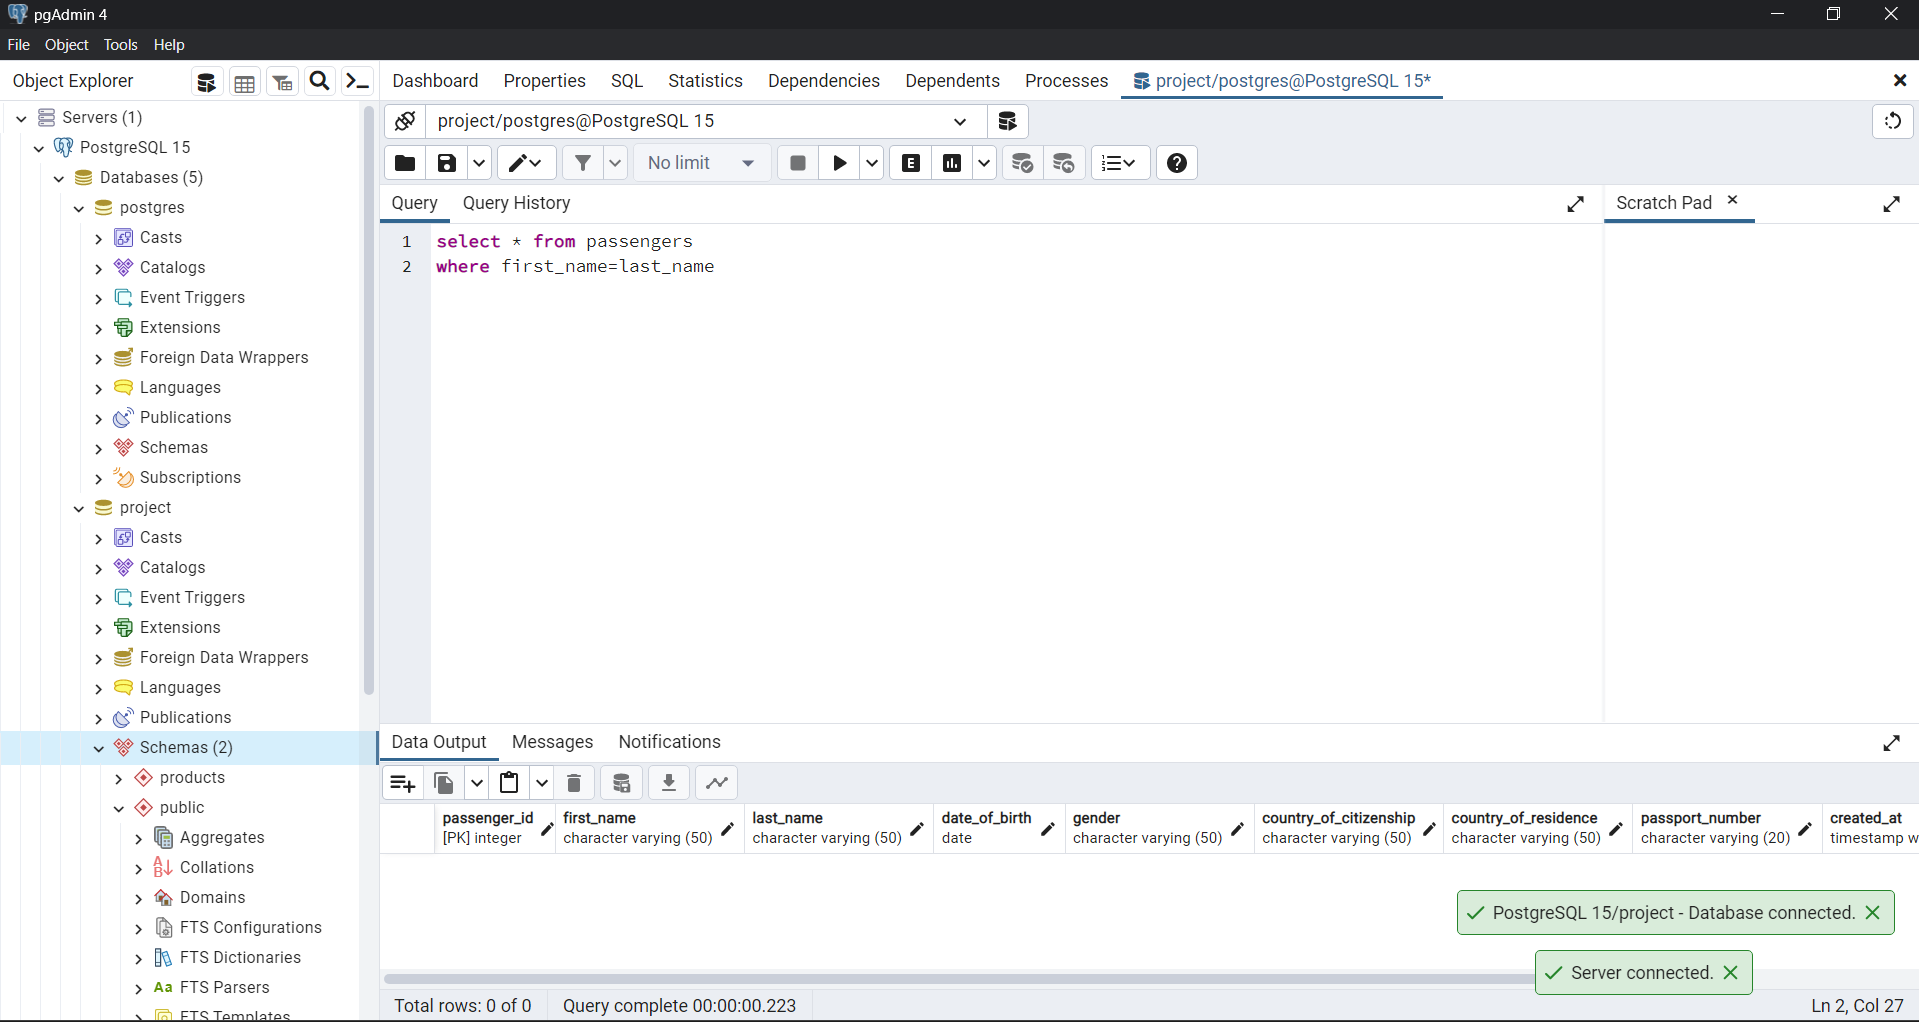 pgAdmin 4
File Object Tools Help
Object Explorer
Dashboard Properties SQL Statistics Dependencies Dependents Processes project/postgres@PostgreSQL 15*
Servers (1)
PostgreSQL 15
Databases (5)
postgres
Casts
Catalogs
Event Triggers
Extensions
Foreign Data Wrappers
Languages
Publications
Schemas
Subscriptions
project
Casts
Catalogs
Event Triggers
Extensions
Foreign Data Wrappers
Languages
Publications
Schemas (2)
products
public
Aggregates
Collations
Domains
FTS Configurations
FTS Dictionaries
Aa FTS Parsers
FTS Templates
project/postgres@PostgreSQL 15
No limit
E
Query Query History
Scratch Pad
1 select * from passengers
2 where first_name=last_name
Data Output Messages Notifications
passenger_id
[PK] integer
first_name
character varying (50)
last_name
character varying (50)
date_of_birth
date
gender
character varying (50)
country_of_citizenship
character varying (50)
country_of_residence
character varying (50)
passport_number
character varying (20)
created_at
timestamp w
PostgreSQL 15/project - Database connected.
Server connected.
Total rows: 0 of 0 Query complete 00:00:00.223 Ln 2, Col 27